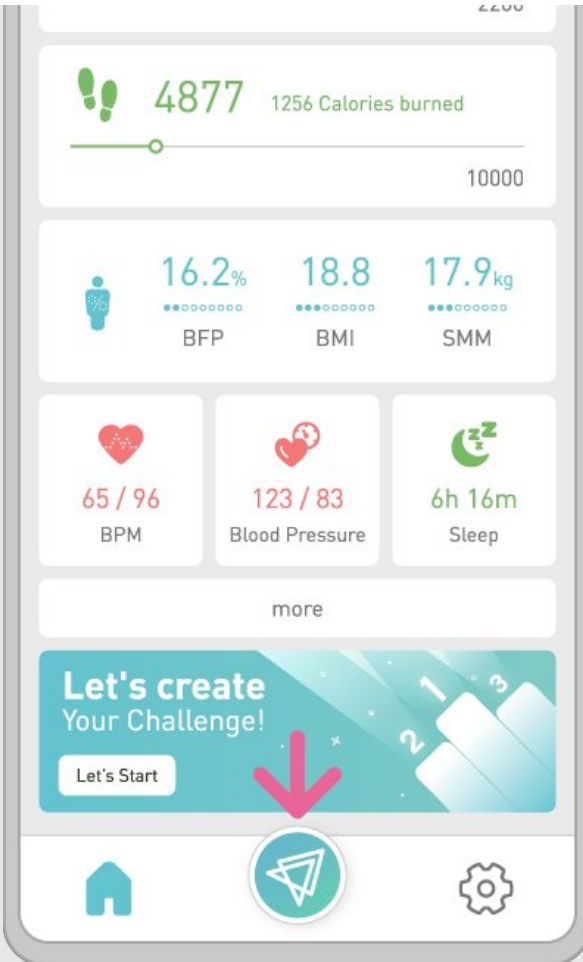 4877 1256 Calories burned
10000
16.2% 18.8 17.9kg
BFP BMI SMM
65 / 96 123 / 83 6h 16m
BPM Blood Pressure Sleep
more
Let's create
Your Challenge!
Let's Start
1 3
2